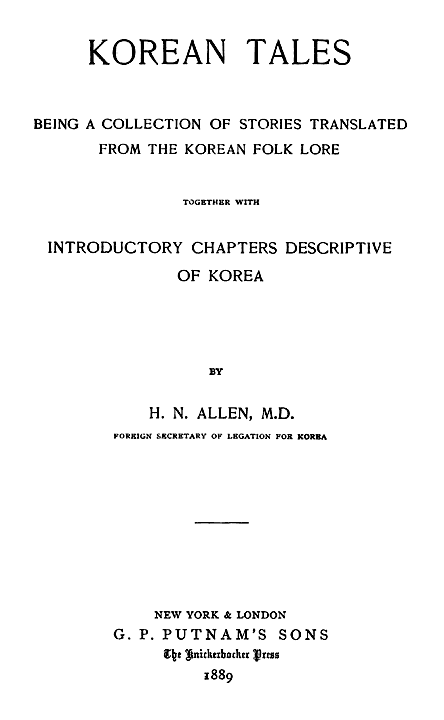 KOREAN TALES
BEING A COLLECTION OF STORIES TRANSLATED
FROM THE KOREAN FOLK LORE
TOGETHER WITH
INTRODUCTORY CHAPTERS DESCRIPTIVE
OF KOREA
BY
H. N. ALLEN, M.D.
FOREIGN SECRETARY OF LEGATION FOR KOREA
NEW YORK & LONDON
G. P. PUTNAM'S SONS
The Knickerbocker Press
1889